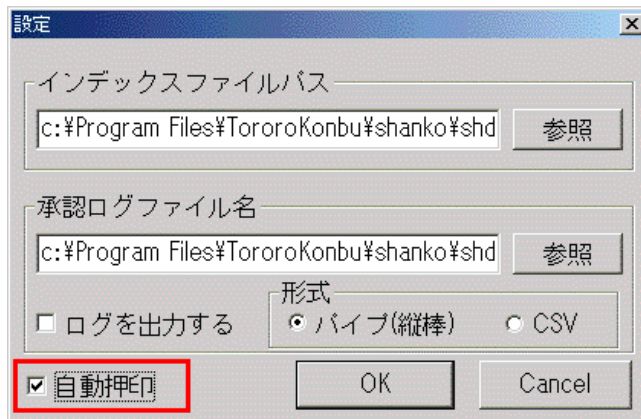 設定
インデックスファイルパス
c:¥Program Files¥TororoKonbu¥shanko¥shd
参照
承認ログファイル名
c:¥Program Files¥TororoKonbu¥shanko¥shd
参照
形式
ログを出力する
パイプ(縦棒)
CSV
自動押印
OK
Cancel